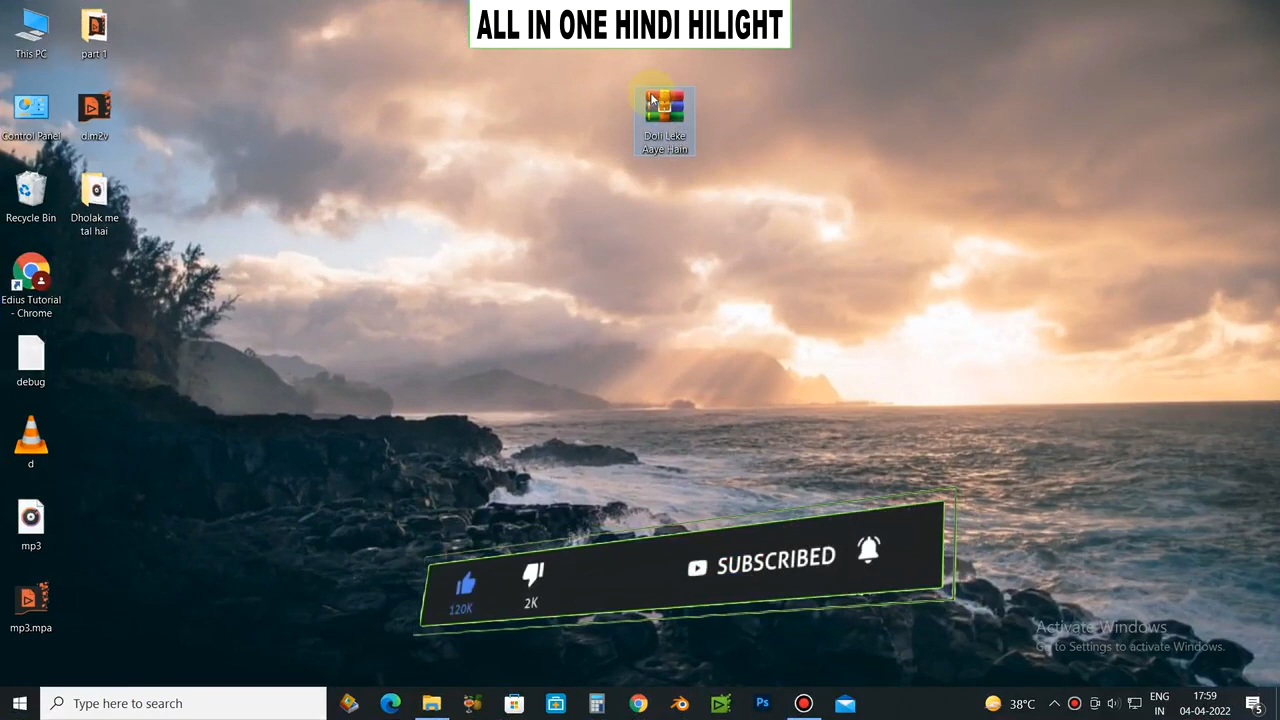 ALL IN ONE HINDI HILIGHT
This PC
part 1
Control Panel
d.m2v
Recycle Bin
Dholak me
tal hai
Edius Tutorial
- Chrome
debug
d
mp3
mp3.mpa
Doli Leke
Aaye Hain
120K
2K
SUBSCRIBED
Activate Windows
Go to Settings to activate Windows.
Type here to search
Ps
38°C
ENG
IN
17:59
04-04-2022
5